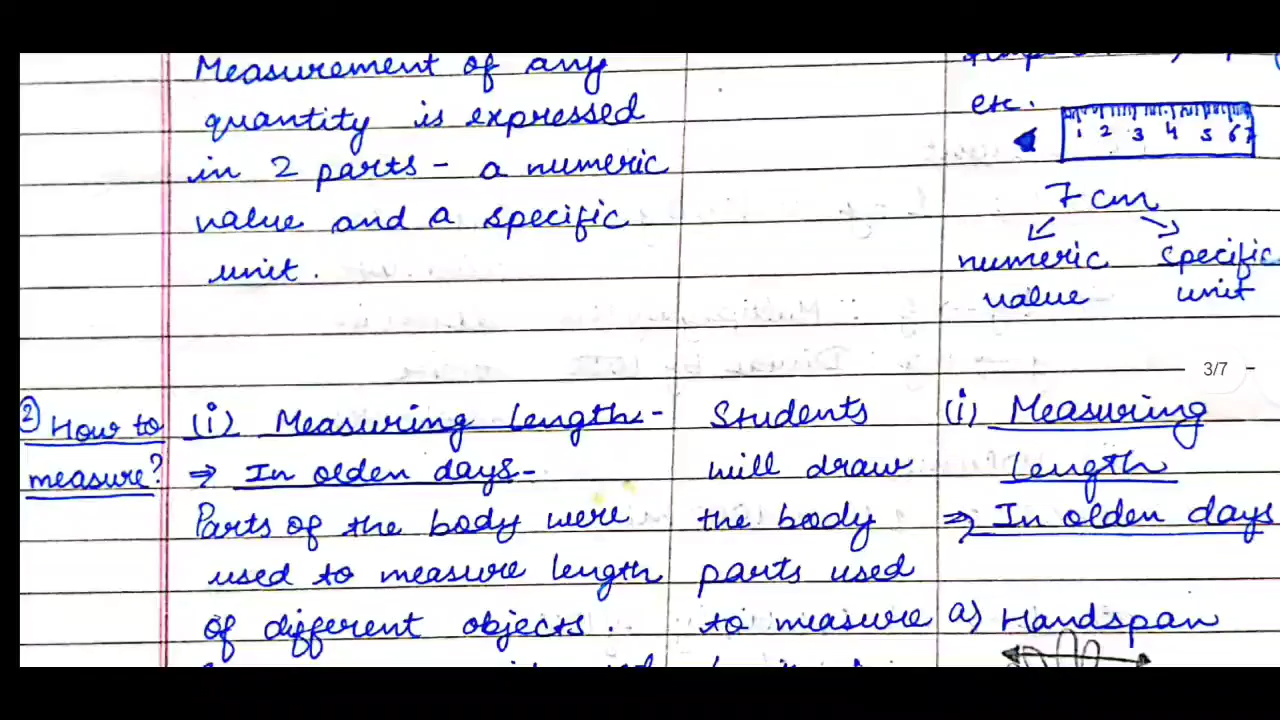 Measurement of any
quantity is expressed
in 2 parts - a numeric
value and a specific
unit.
etc.
1 2 3 4 5 6 7
7 cm
numeric specific
value unit
3/7
② How to
measure?
(i) Measuring length-
⇒ In olden days-
Parts of the body were
used to measure length
of different objects.
Students
will draw
the body
parts used
to measure
(i) Measuring
length
⇒ In olden days
a) Handspan